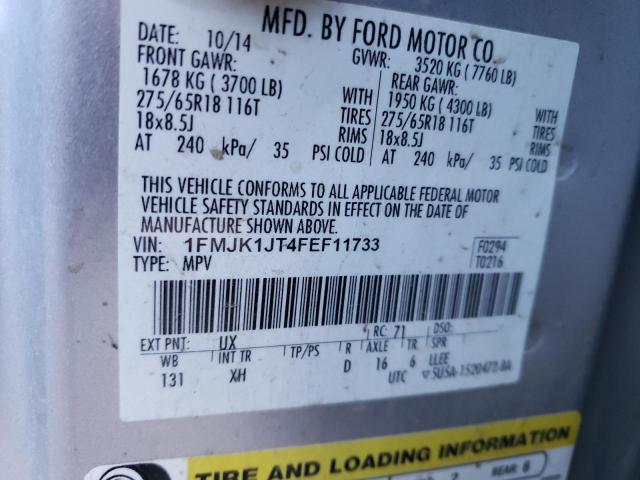 MFD. BY FORD MOTOR CO.
DATE: 10/14 GVWR: 3520 KG ( 7760 LB)
FRONT GAWR: REAR GAWR:
1678 KG ( 3700 LB) WITH 1950 KG ( 4300 LB) WITH
275/65R18 116T TIRES 275/65R18 116T TIRES
18x8.5J RIMS 18x8.5J RIMS
AT 240 kPa/ 35 PSI COLD AT 240 kPa/ 35 PSI COLD
THIS VEHICLE CONFORMS TO ALL APPLICABLE FEDERAL MOTOR
VEHICLE SAFETY STANDARDS IN EFFECT ON THE DATE OF
MANUFACTURE SHOWN ABOVE.
VIN: 1FMJK1JT4FEF11733 F0294
TYPE: MPV T0216
EXT PNT: UX RC: 71 DSO:
WB INT TR TP/PS R AXLE TR SPR
131 XH D 16 6 LLEE
UTC 5U5A-1520472-BA
TIRE AND LOADING INFORMATION
REAR: